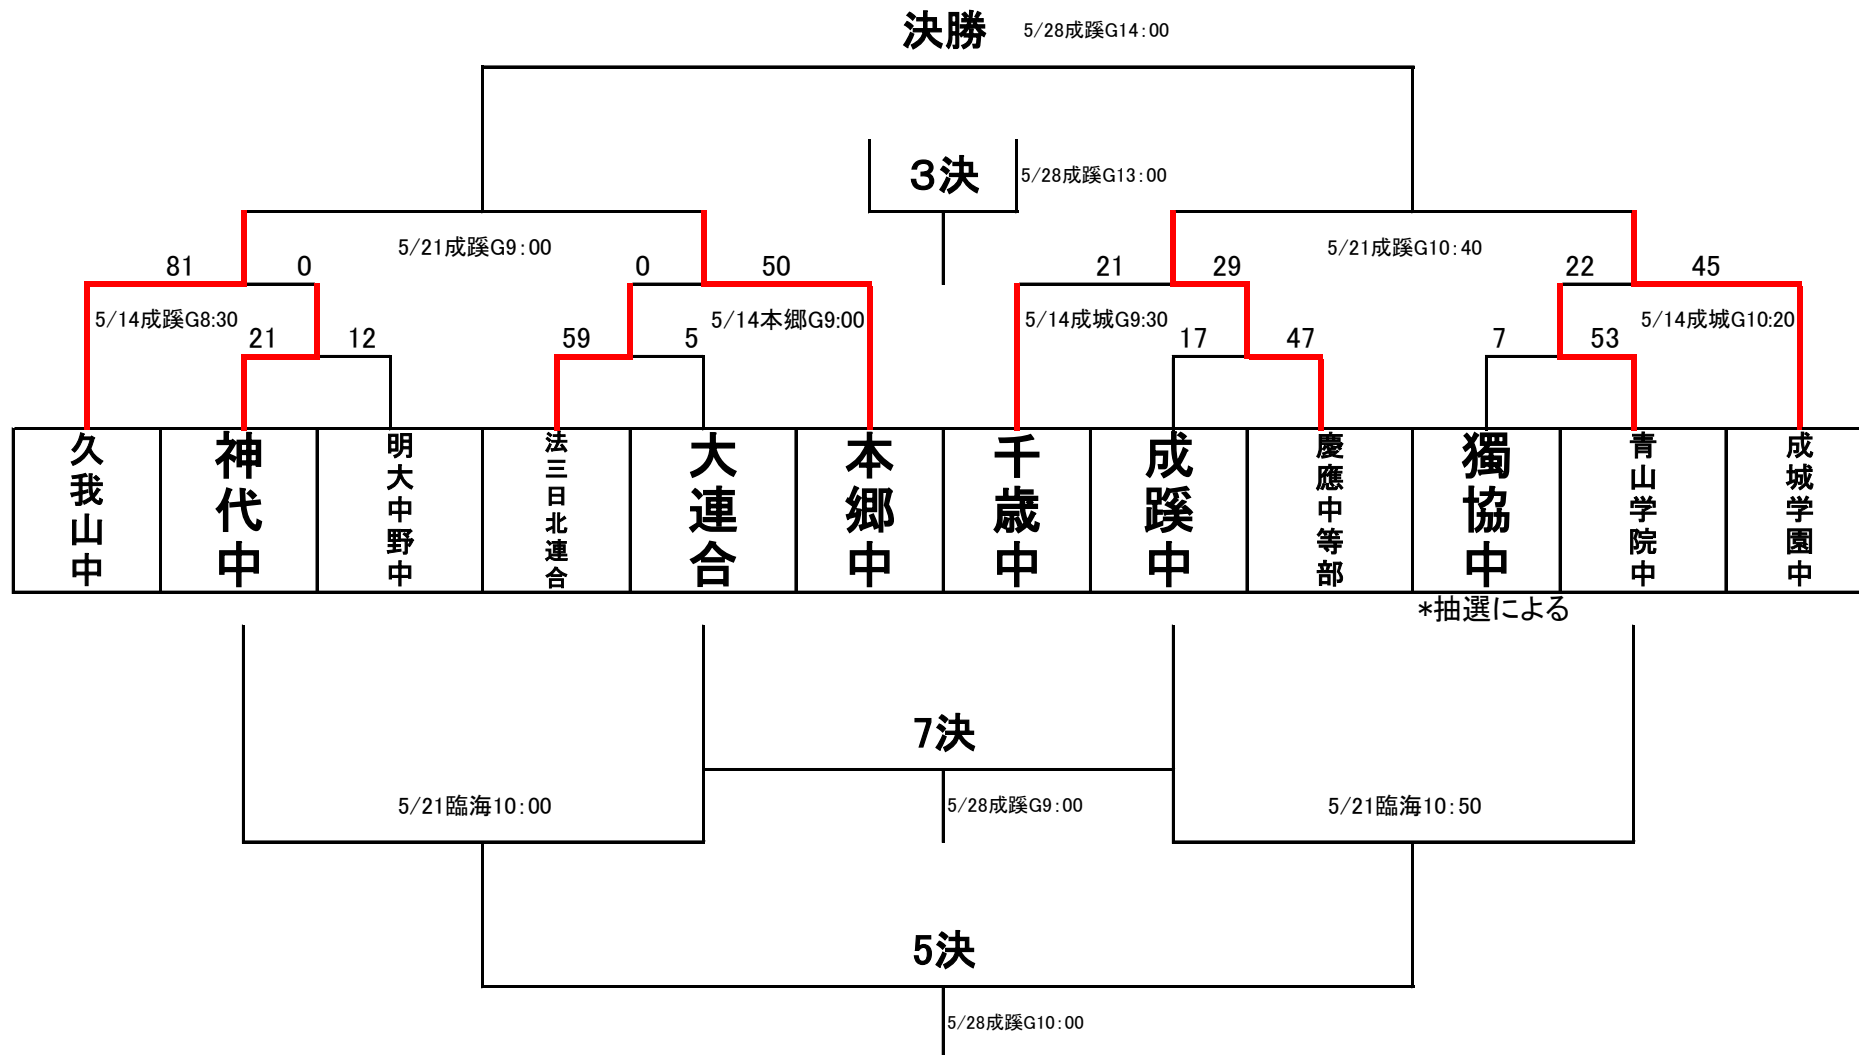 決勝 5/28成蹊G14:00
3決 5/28成蹊G13:00
5/21成蹊G9:00 5/21成蹊G10:40
81 0 0 50 21 29 22 45
5/14成蹊G8:30 5/14本郷G9:00 5/14成城G9:30 5/14成城G10:20
21 12 59 5 17 47 7 53
久我山中
神代中
明大中野中
法三日北連合
大連合
本郷中
千歳中
成蹊中
慶應中等部
獨協中
青山学院中
成城学園中
*抽選による
7決
5/21臨海10:00 5/28成蹊G9:00 5/21臨海10:50
5決
5/28成蹊G10:00